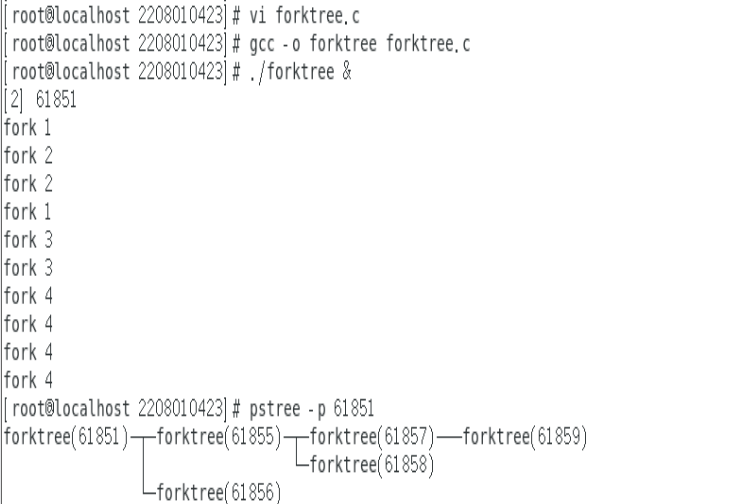 [root@localhost 2208010423]# vi forktree.c
[root@localhost 2208010423]# gcc -o forktree forktree.c
[root@localhost 2208010423]# ./forktree &
[2] 61851
fork 1
fork 2
fork 2
fork 1
fork 3
fork 3
fork 4
fork 4
fork 4
fork 4
[root@localhost 2208010423]# pstree -p 61851
forktree(61851)─┬─forktree(61855)─┬─forktree(61857)───forktree(61859)
└─forktree(61858)
└─forktree(61856)